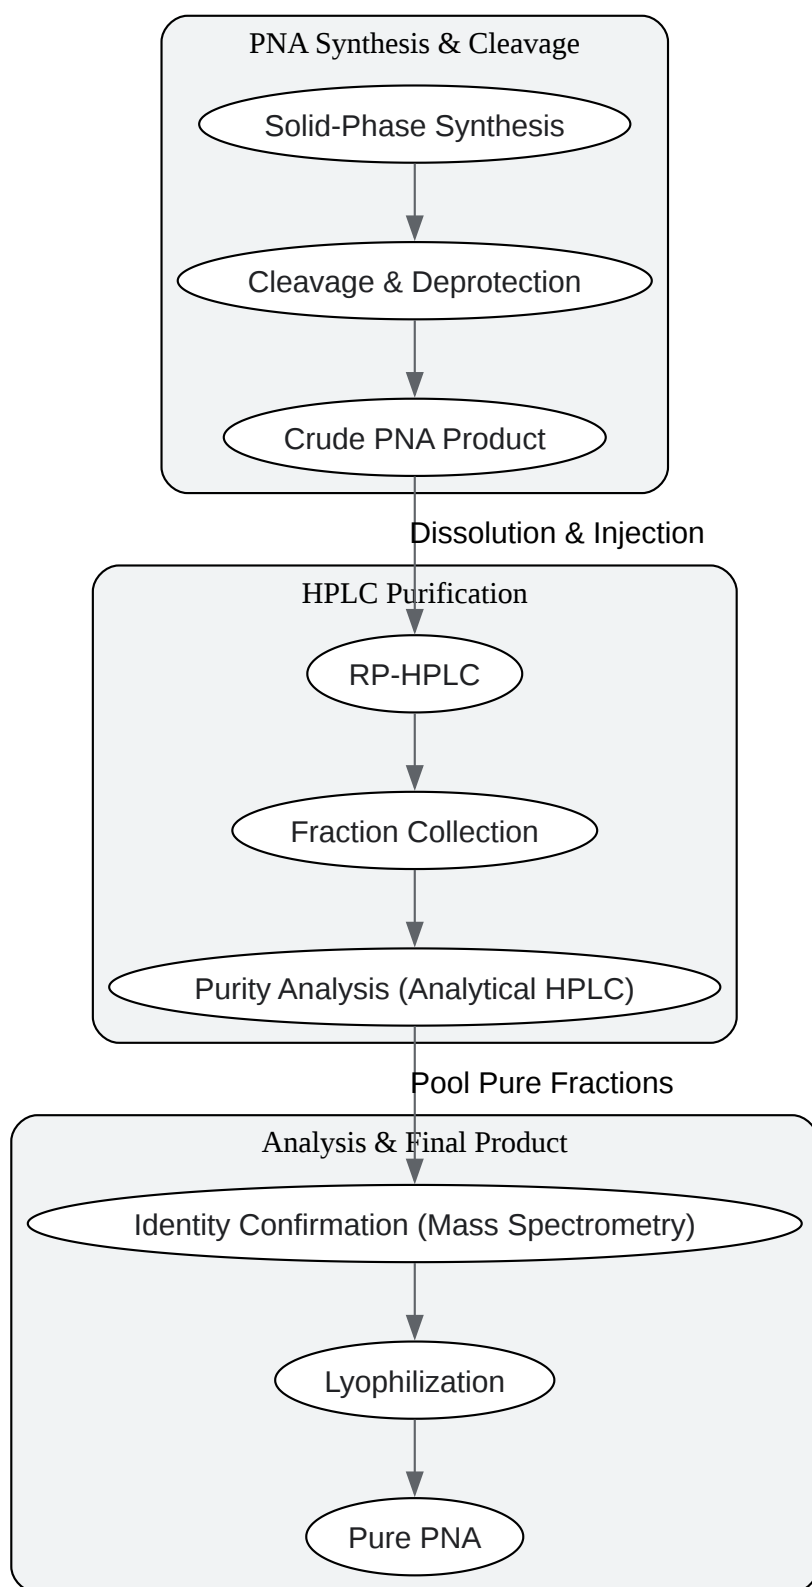 PNA Synthesis & Cleavage
Solid-Phase Synthesis
Cleavage & Deprotection
Crude PNA Product
Dissolution & Injection
HPLC Purification
RP-HPLC
Fraction Collection
Purity Analysis (Analytical HPLC)
Pool Pure Fractions
Analysis & Final Product
Identity Confirmation (Mass Spectrometry)
Lyophilization
Pure PNA